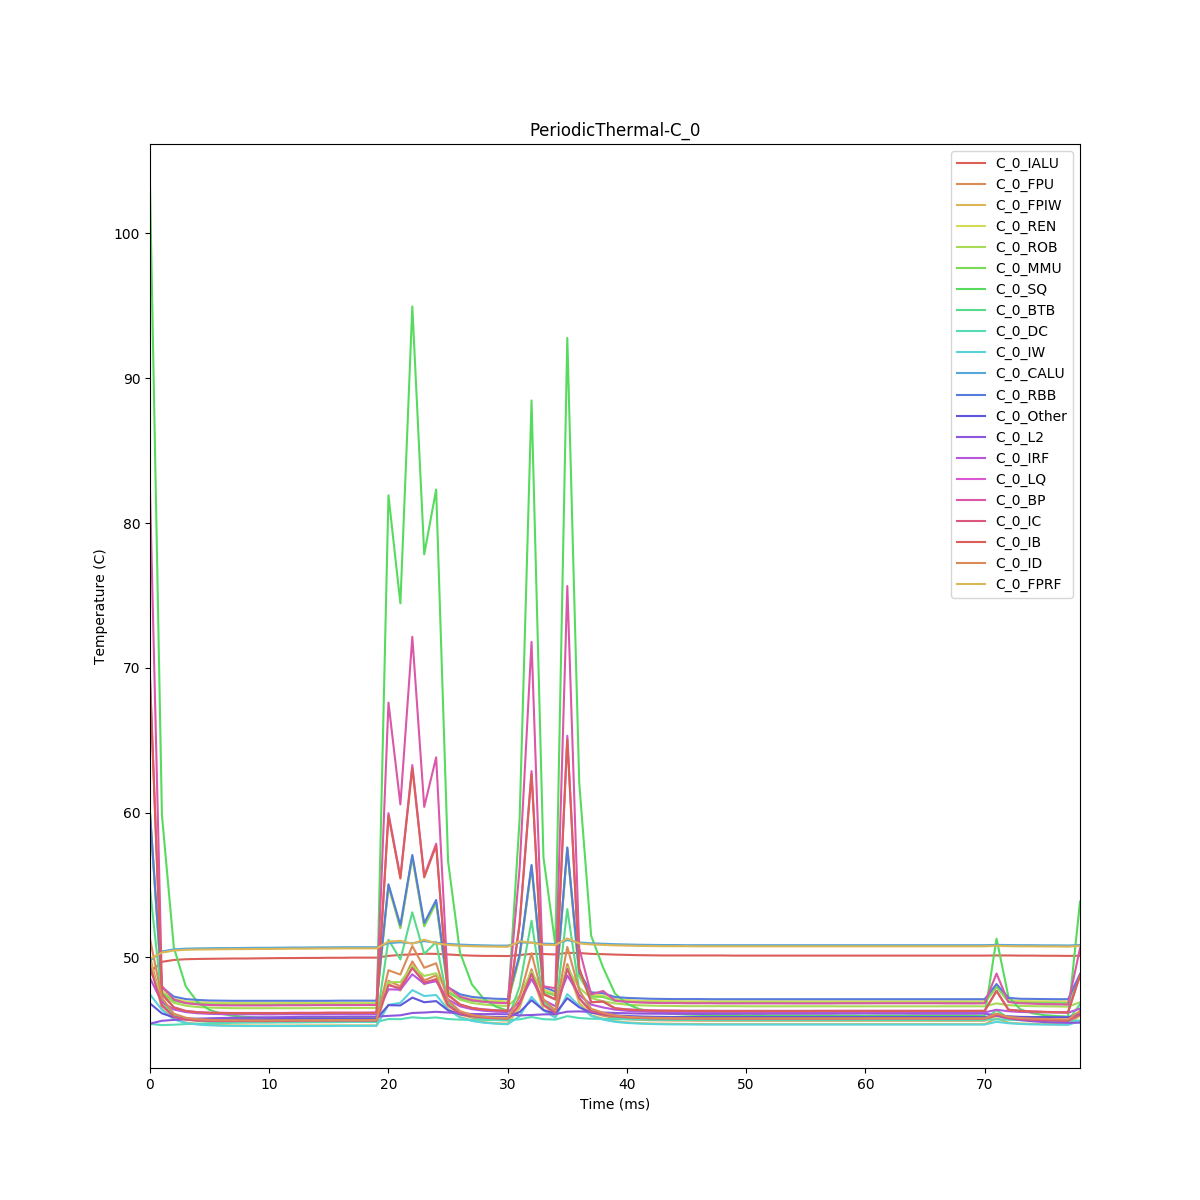 PeriodicThermal-C_0
C_0_IALU
C_0_FPU
C_0_FPIW
C_0_REN
C_0_ROB
C_0_MMU
C_0_SQ
C_0_BTB
C_0_DC
C_0_IW
C_0_CALU
C_0_RBB
C_0_Other
C_0_L2
C_0_IRF
C_0_LQ
C_0_BP
C_0_IC
C_0_IB
C_0_ID
C_0_FPRF
Temperature (C)
100
90
80
70
60
50
0 10 20 30 40 50 60 70
Time (ms)